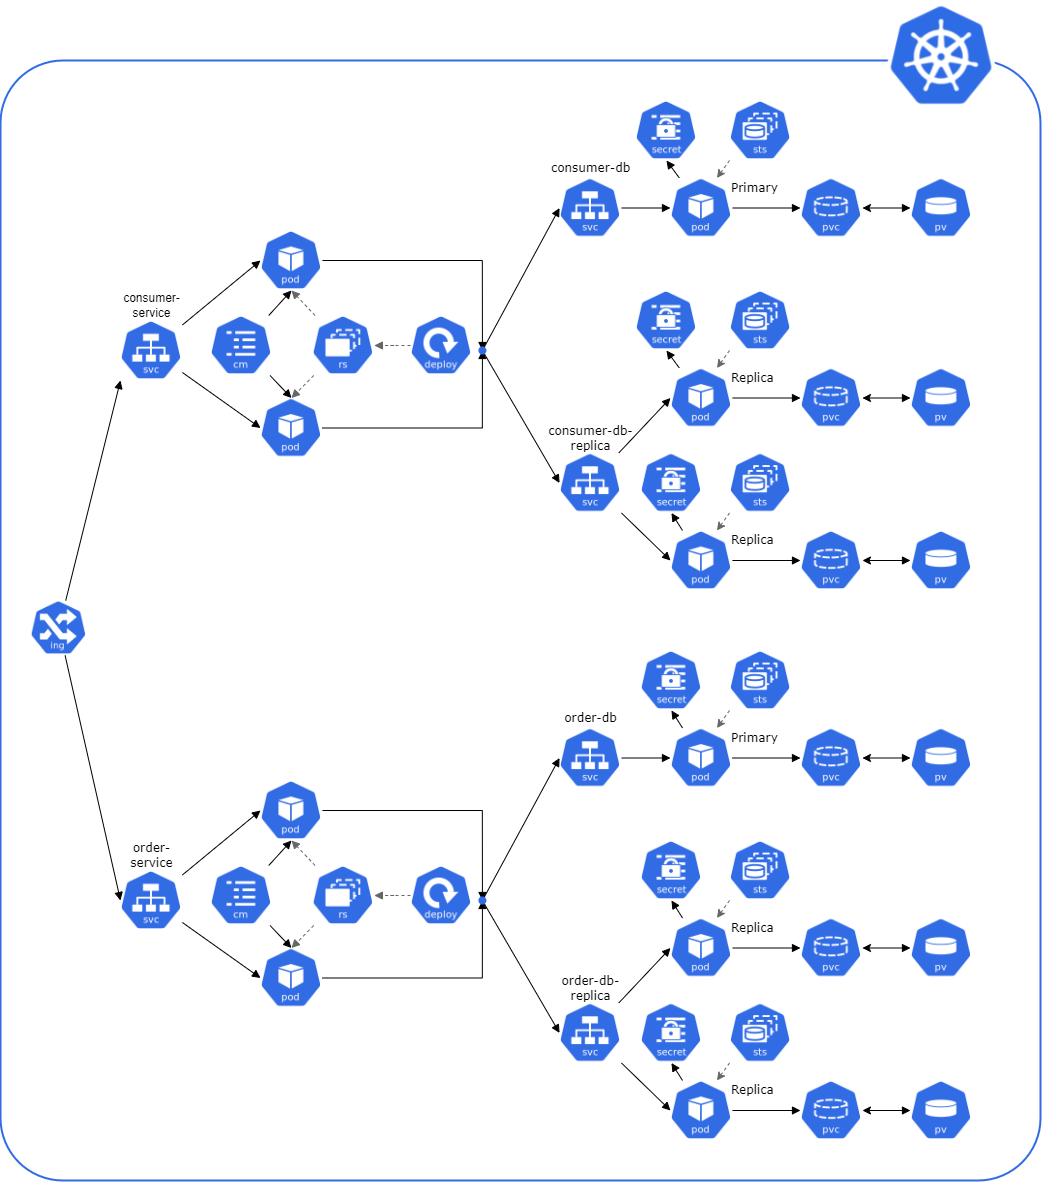 secret
sts
consumer-db
Primary
svc
pod
pvc
pv
pod
consumer-
service
svc
cm
rs
deploy
pod
secret
sts
Replica
pod
pvc
pv
consumer-db-
replica
svc
secret
sts
Replica
pod
pvc
pv
ing
secret
sts
order-db
Primary
svc
pod
pvc
pv
pod
order-
service
svc
cm
rs
deploy
pod
secret
sts
Replica
pod
pvc
pv
order-db-
replica
svc
secret
sts
Replica
pod
pvc
pv